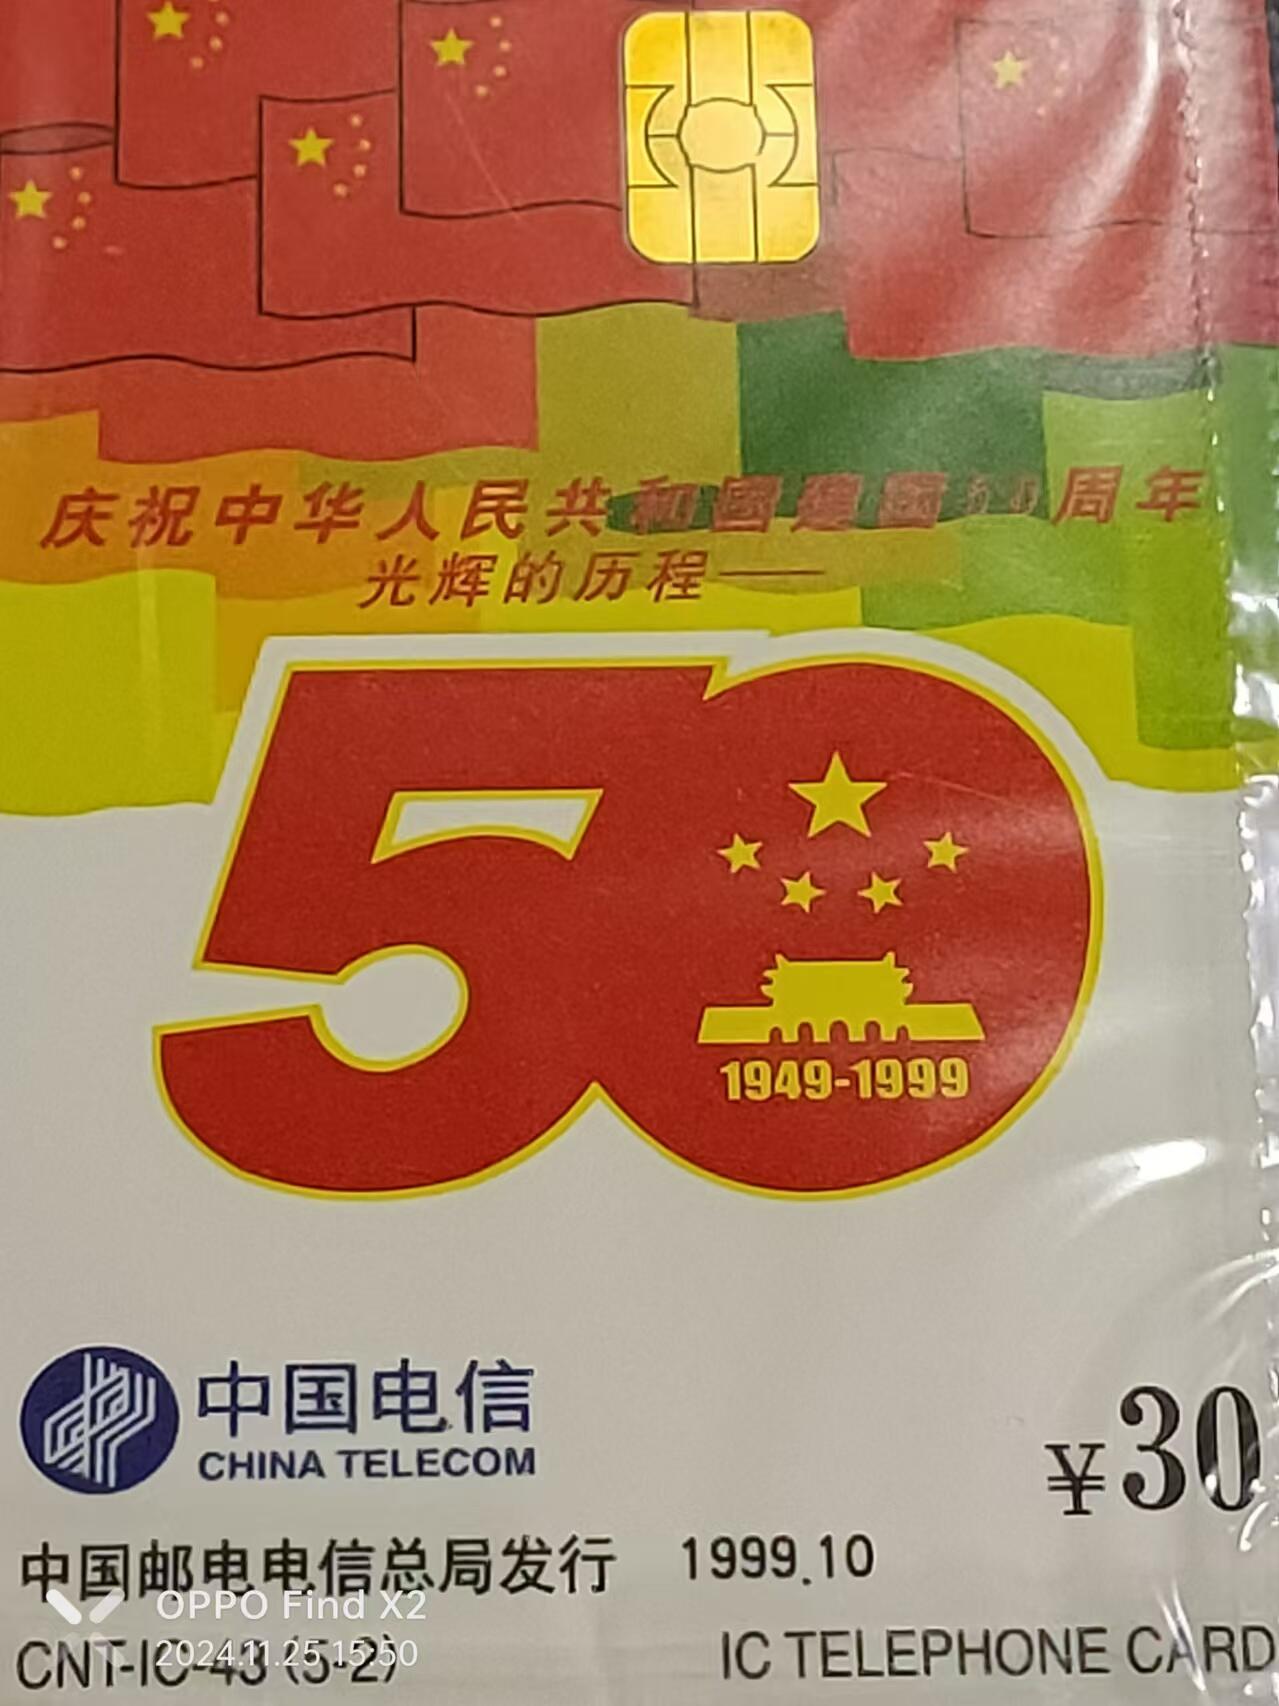 庆祝中华人民共和国建国50周年
光辉的历程——
50
1949-1999
中国电信
CHINA TELECOM
¥30
中国邮电电信总局发行 1999.10
OPPO Find X2
2024.11.25 15:50
CNT-IC-43 (5-2)
IC TELEPHONE CARD